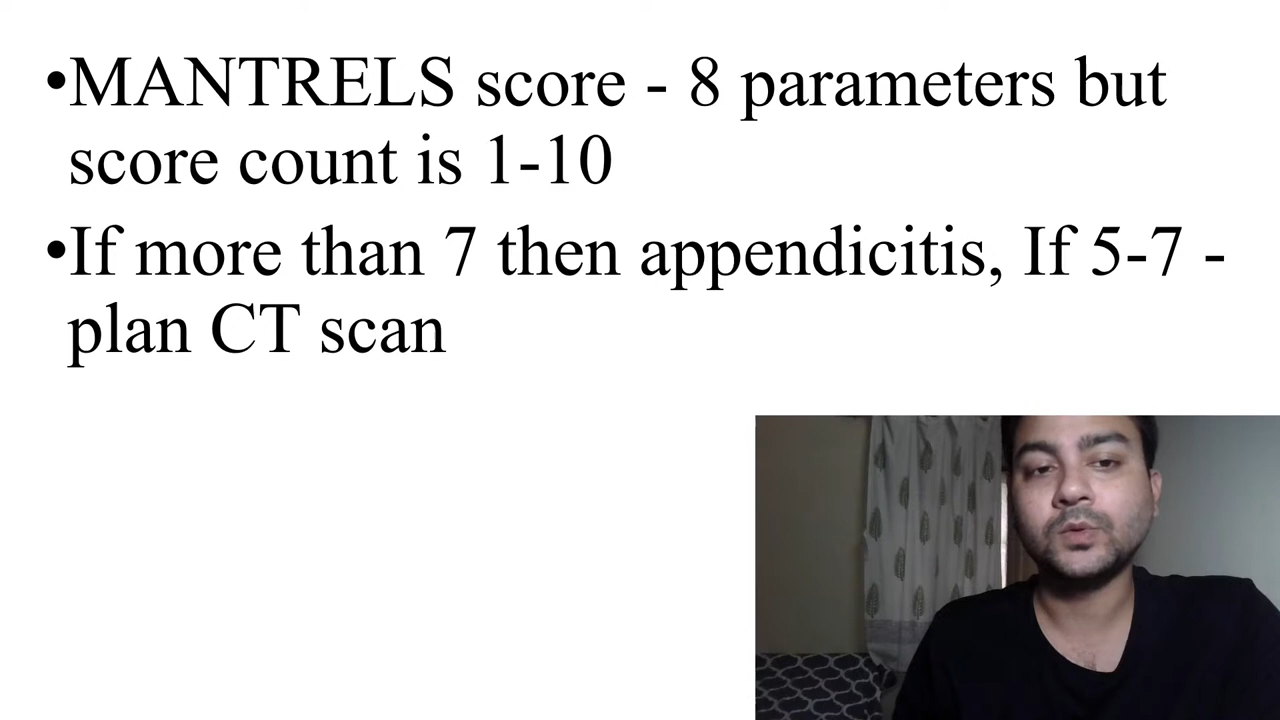 •MANTRELS score - 8 parameters but
score count is 1-10
•If more than 7 then appendicitis, If 5-7 -
plan CT scan